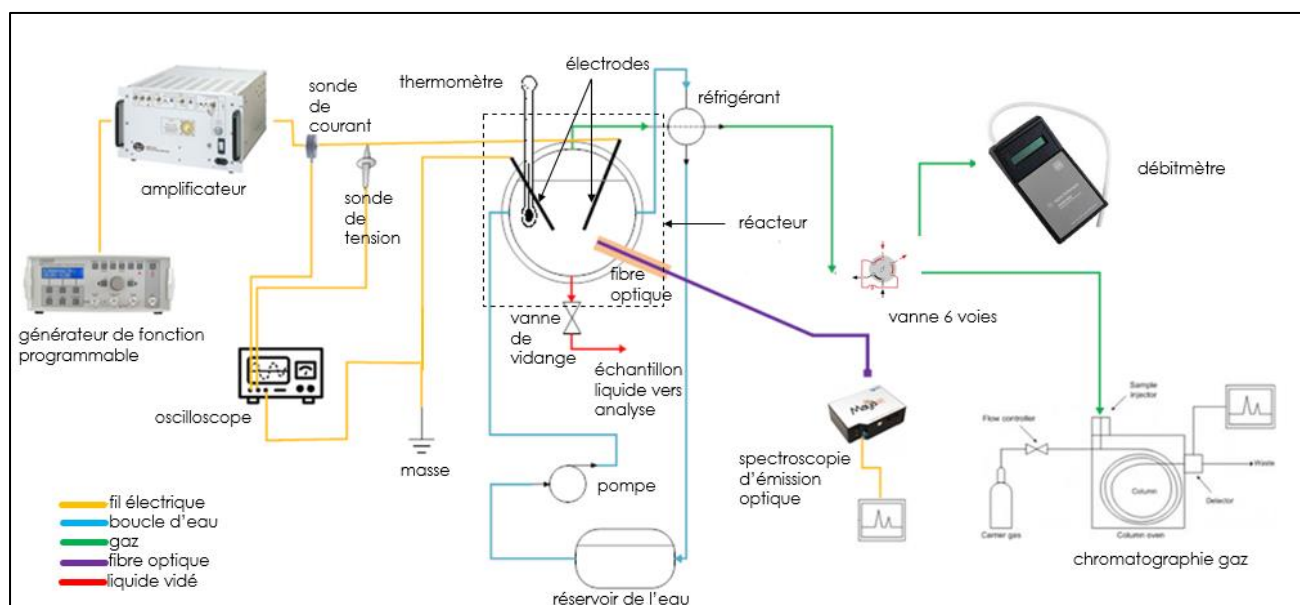 sonde
de
courant
thermomètre
électrodes
réfrigérant
amplificateur
sonde
de
tension
débitmètre
réacteur
fibre
optique
générateur de fonction
programmable
vanne
de
vidange
vanne 6 voies
oscilloscope
échantillon
liquide vers
analyse
masse
pompe
spectroscopie
d'émission
optique
Sample
injector
Flow controller
Waste
Column
Detector
Carrier gas
Column oven
chromatographie gaz
fil électrique
boucle d'eau
gaz
fibre optique
liquide vidé
réservoir de l'eau